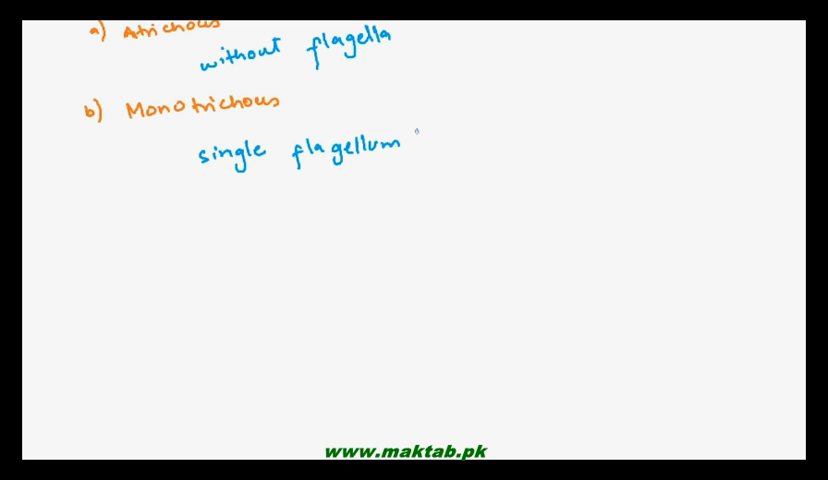 a) Atrichous
without flagella
b) Monotrichous
single flagellum
www.maktab.pk